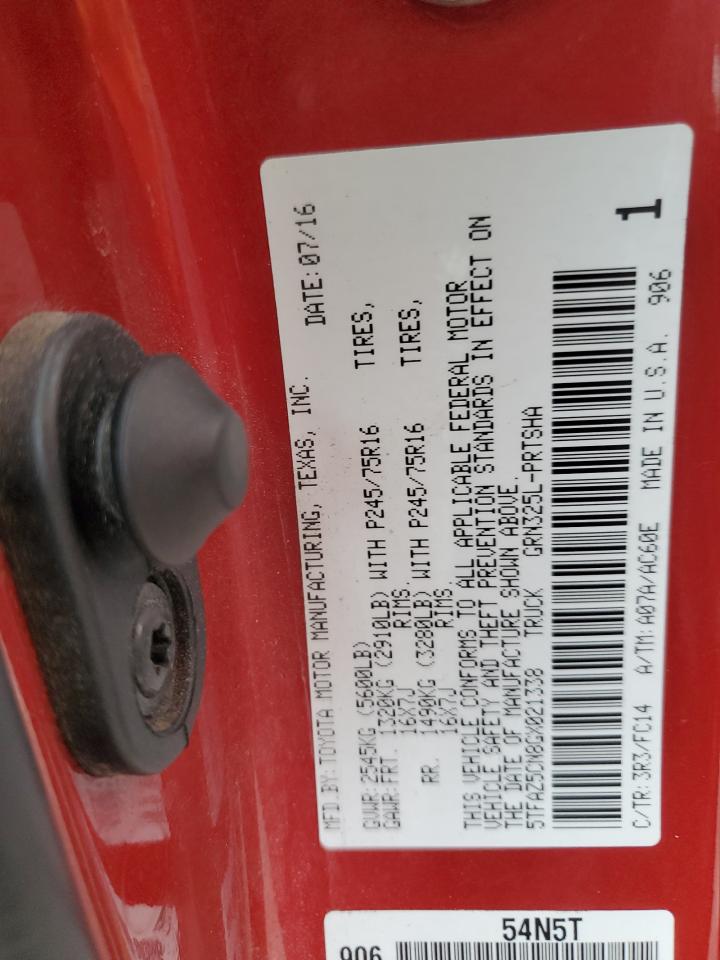 MFD.BY:TOYOTA MOTOR MANUFACTURING, TEXAS, INC. DATE:07/16
GVWR:2545KG (5600LB)
GAWR:FRT. 1320KG (2910LB) WITH P245/75R16 TIRES,
16X7J RIMS
RR. 1490KG (3280LB) WITH P245/75R16 TIRES,
16X7J RIMS
THIS VEHICLE CONFORMS TO ALL APPLICABLE FEDERAL MOTOR
VEHICLE SAFETY AND THEFT PREVENTION STANDARDS IN EFFECT ON
THE DATE OF MANUFACTURE SHOWN ABOVE.
5TFAZ5CN8GX021338 TRUCK GRN325L-PRTSHA
1
C/TR:3R3/FC14 A/TM:A07A/AC60E MADE IN U.S.A. 906
54N5T
906